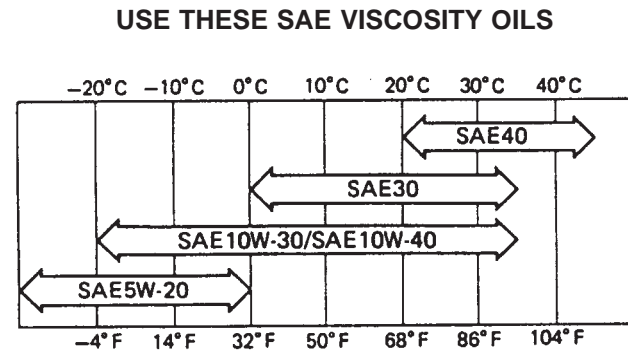 USE THESE SAE VISCOSITY OILS
−20°C −10°C 0°C 10°C 20°C 30°C 40°C
SAE40
SAE30
SAE10W-30/SAE10W-40
SAE5W-20
−4°F 14°F 32°F 50°F 68°F 86°F 104°F